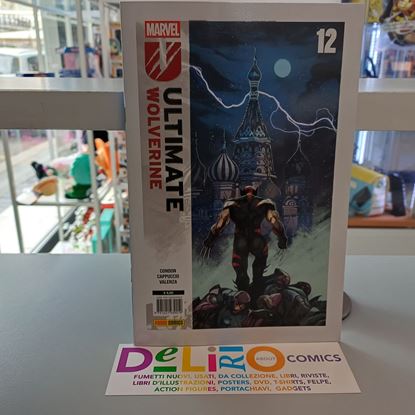 MARVEL
12
ULTIMATE
WOLVERINE
CONDON
CAPPUCCIO
VALENZA
PANINI COMICS
DELIRIO ABOUT COMICS
FUMETTI NUOVI, USATI, DA COLLEZIONE, LIBRI, RIVISTE,
LIBRI D'ILLUSTRAZIONI, POSTERS, DVD, T-SHIRTS, FELPE,
ACTION FIGURES, PORTACHIAVI, GADGETS